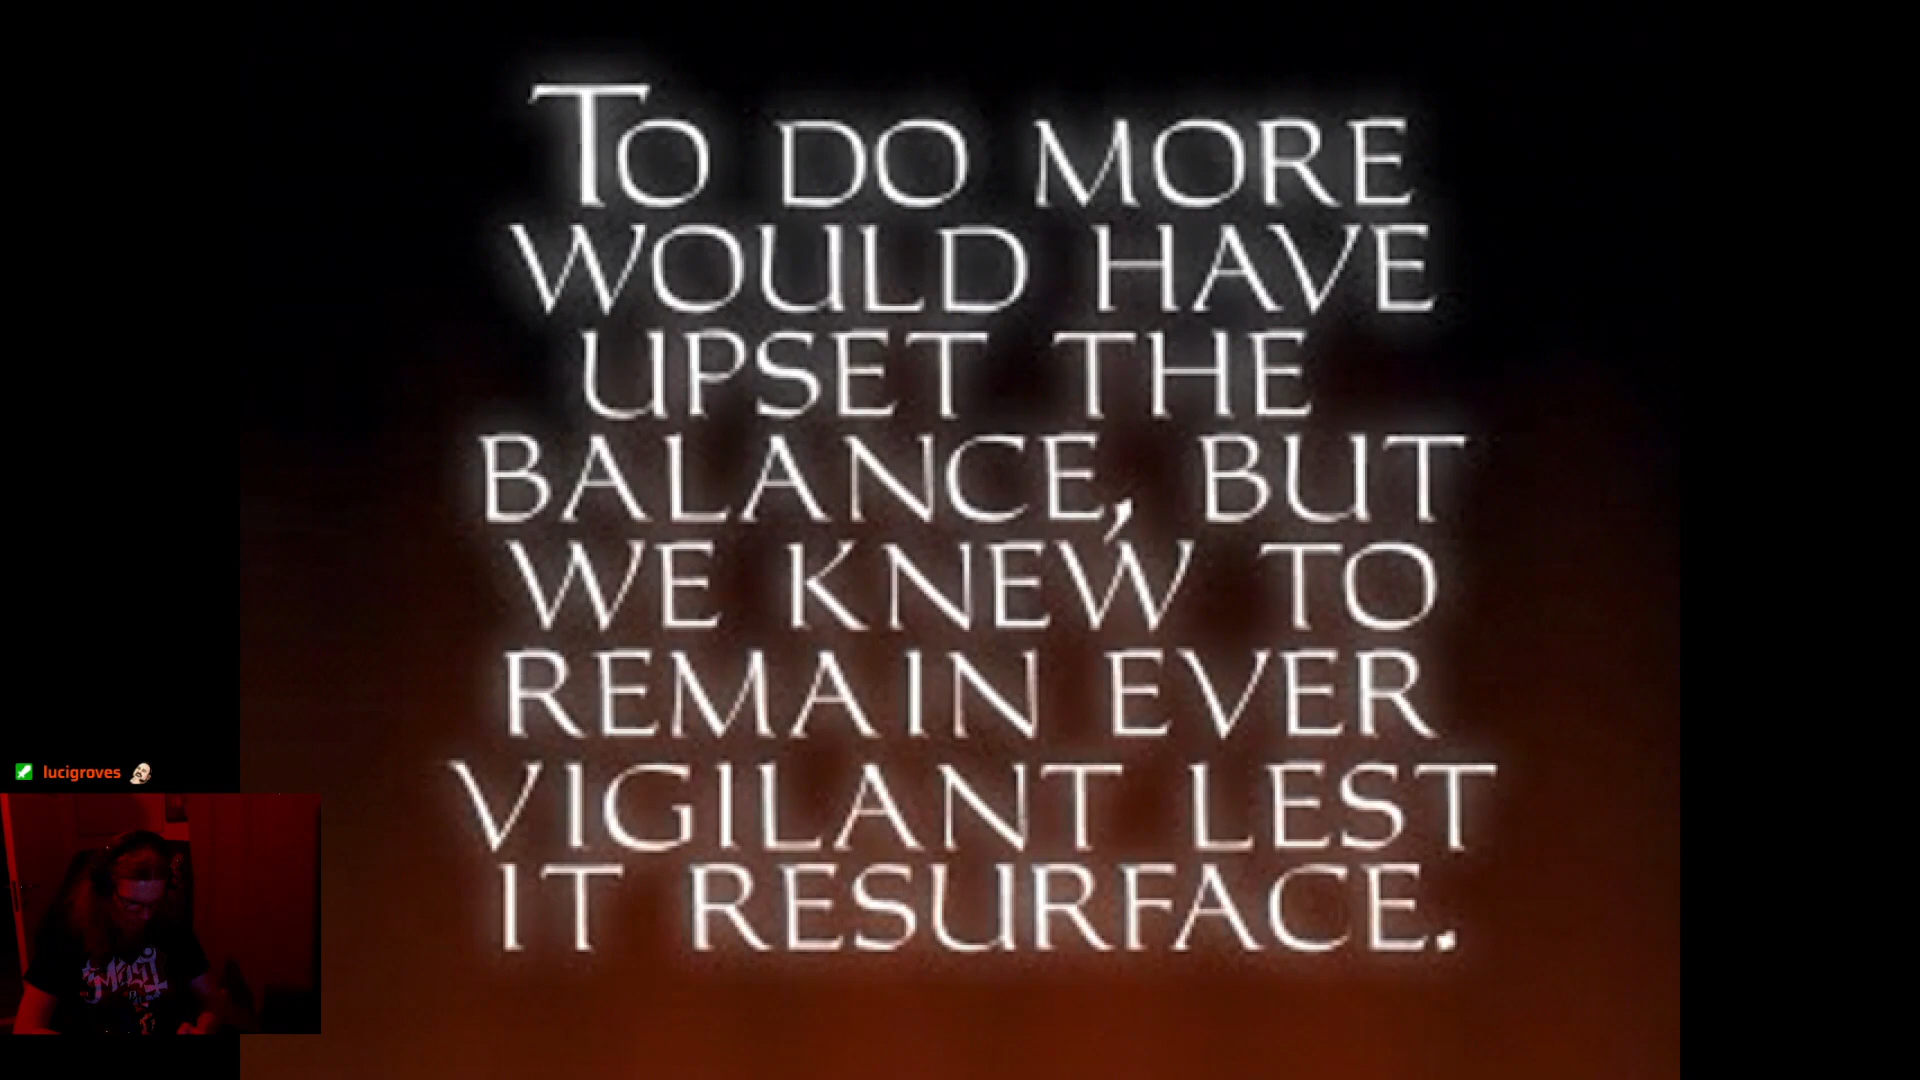 To do more
would have
upset the
balance, but
we knew to
remain ever
vigilant lest
it resurface.
lucigroves
Ghost